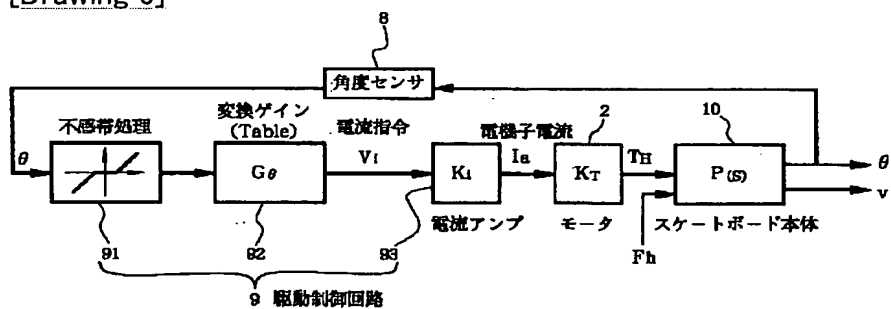 8
角度センサ
不感帯処理
変換ゲイン
(Table)
電流指令
電機子電流
2
10
θ
Gθ
Vi
Ki
Ia
KT
TH
P(S)
θ
v
電流アンプ
モータ
スケートボード本体
91
92
93
Fh
9 駆動制御回路